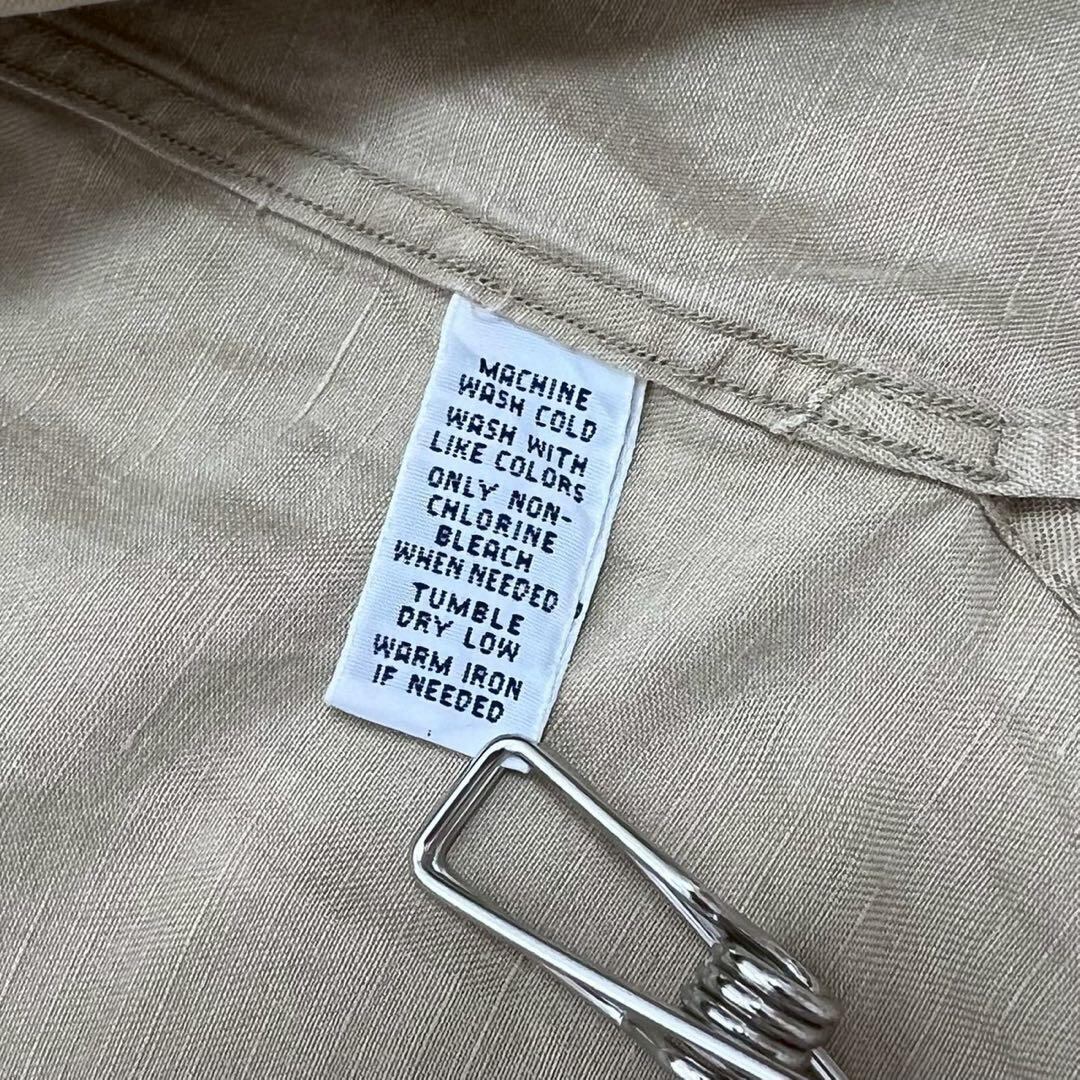 MACHINE
WASH COLD
WASH WITH
LIKE COLORS
ONLY NON-
CHLORINE
BLEACH
WHEN NEEDED
TUMBLE
DRY LOW
WARM IRON
IF NEEDED